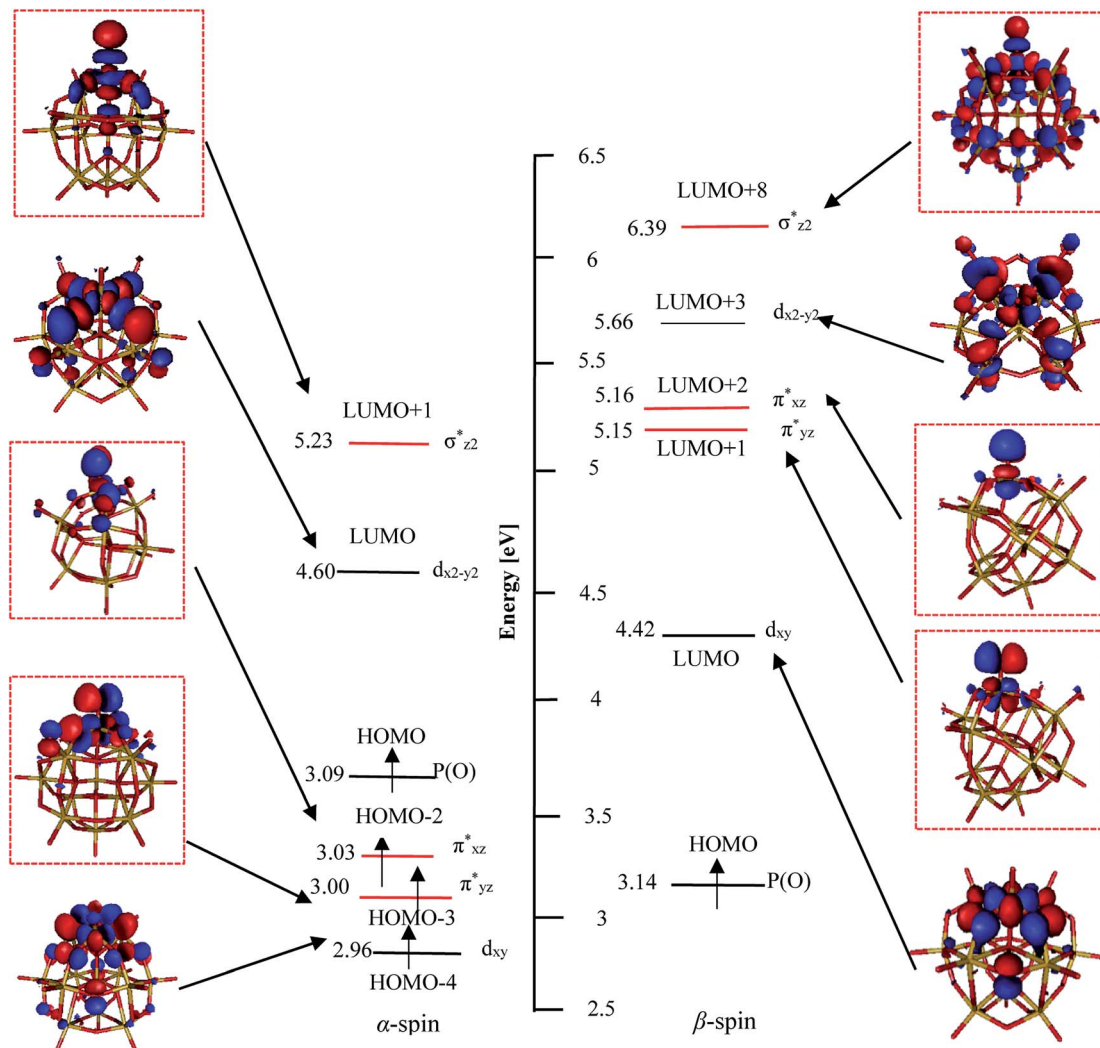 6.5
LUMO+8
6.39
σ*z2
6
LUMO+3
5.66
dx2-y2
5.5
LUMO+2
5.16
π*xz
5.15
π*yz
LUMO+1
LUMO+1
5.23
σ*z2
5
LUMO
4.60
dx2-y2
Energy [eV]
4.5
4.42
dxy
LUMO
4
HOMO
3.09
P(O)
HOMO-2
3.5
3.03
π*xz
3.00
π*yz
HOMO-3
2.96
dxy
HOMO-4
HOMO
3.14
P(O)
3
2.5
α-spin
β-spin